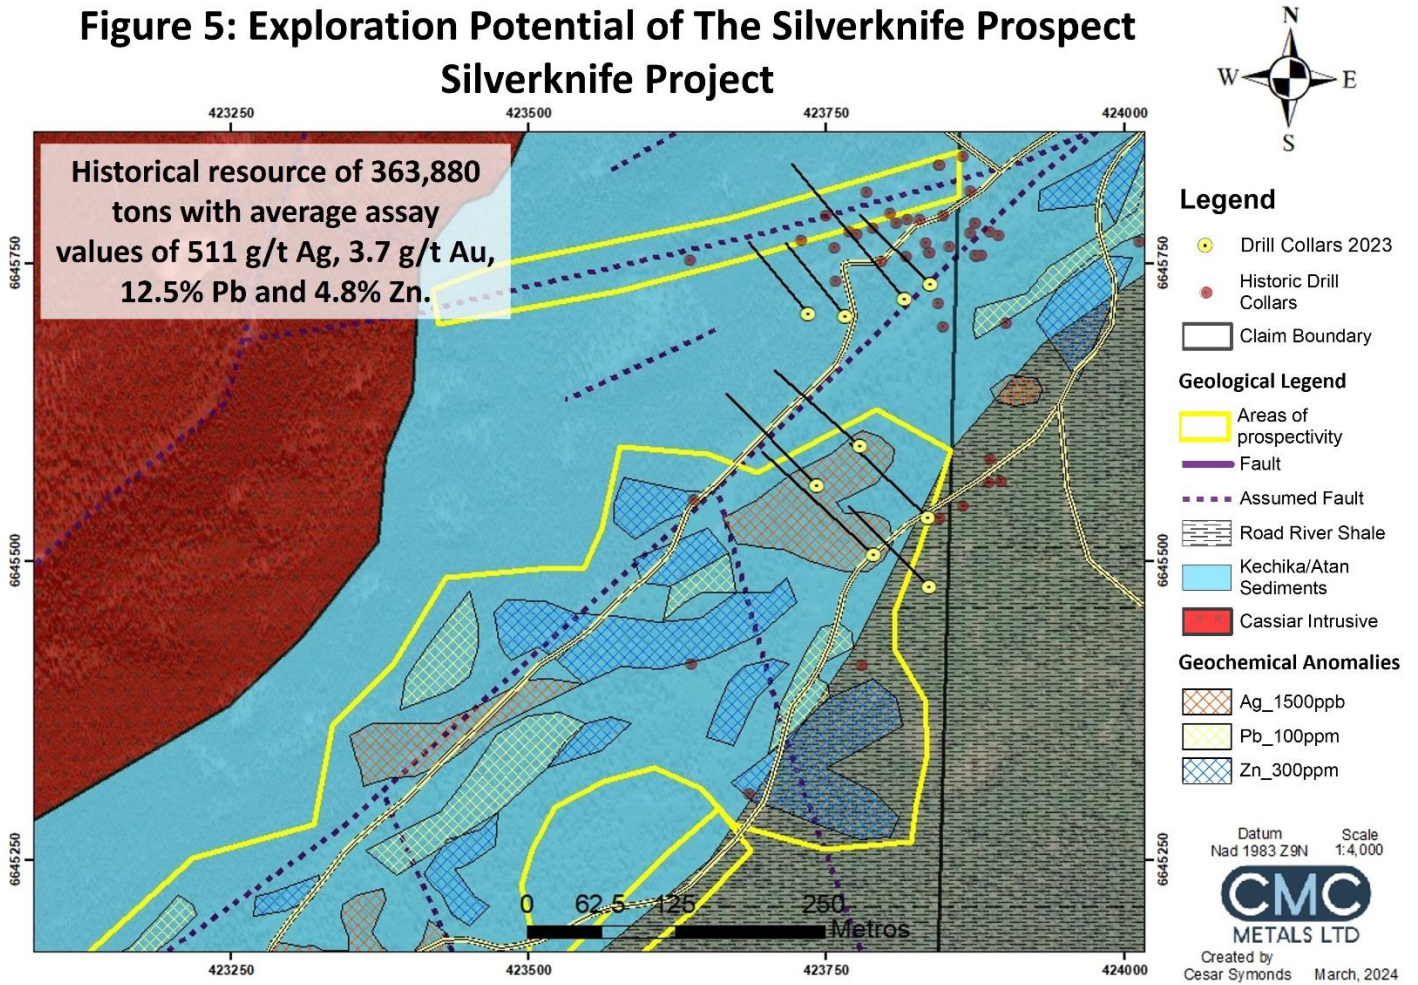 Figure 5: Exploration Potential of The Silverknife Prospect
Silverknife Project
N
W
E
S
423250
423500
423750
424000
Historical resource of 363,880
tons with average assay
values of 511 g/t Ag, 3.7 g/t Au,
12.5% Pb and 4.8% Zn.
6645750
6645500
6645250
6645750
6645500
6645250
0
62.5
125
250
Metros
423250
423500
423750
424000
Legend
Drill Collars 2023
Historic Drill
Collars
Claim Boundary
Geological Legend
Areas of
prospectivity
Fault
Assumed Fault
Road River Shale
Kechika/Atan
Sediments
Cassiar Intrusive
Geochemical Anomalies
Ag_1500ppb
Pb_100ppm
Zn_300ppm
Datum
Nad 1983 Z9N
Scale
1:4,000
CMC
METALS LTD
Created by
Cesar Symonds
March, 2024